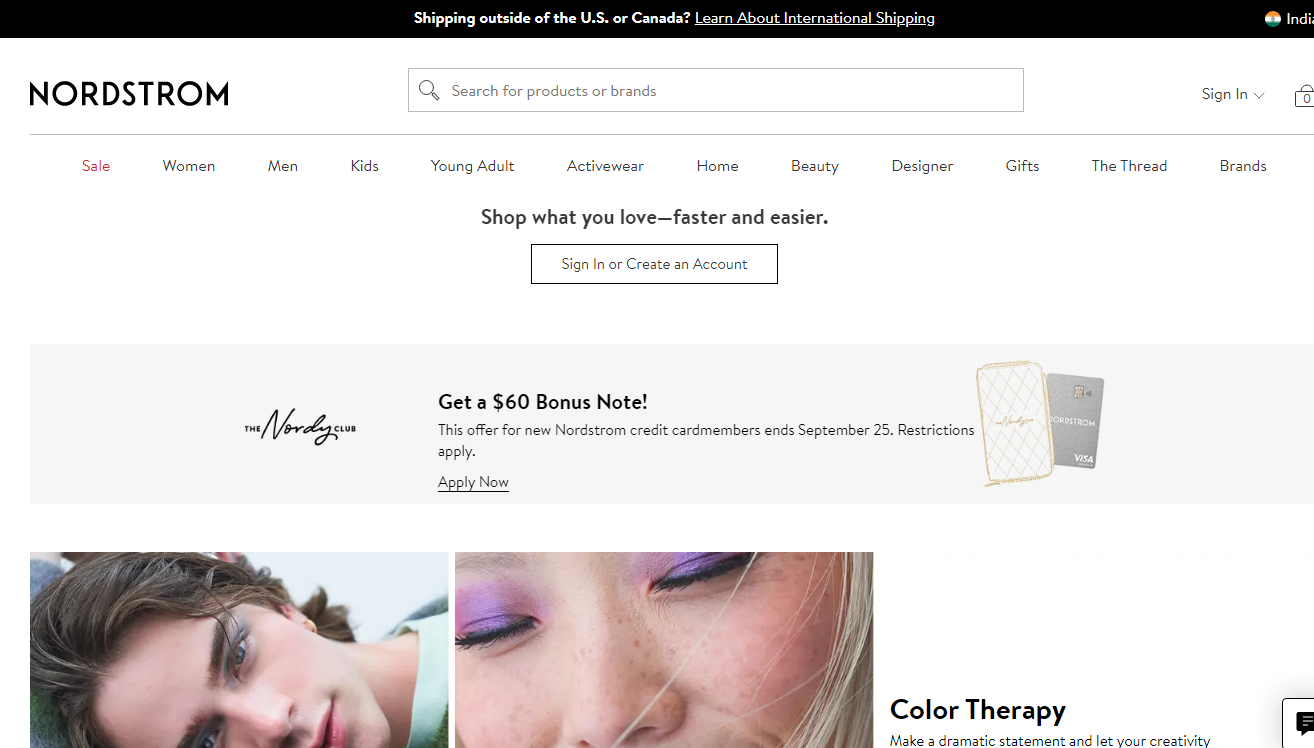 Shipping outside of the U.S. or Canada? Learn About International Shipping
NORDSTROM
Search for products or brands
Sign In
0
Sale Women Men Kids Young Adult Activewear Home Beauty Designer Gifts The Thread Brands
Shop what you love—faster and easier.
Sign In or Create an Account
THE Nordy CLUB
Get a $60 Bonus Note!
This offer for new Nordstrom credit cardmembers ends September 25. Restrictions
apply.
Apply Now
NORDSTROM
VISA
Color Therapy
Make a dramatic statement and let your creativity